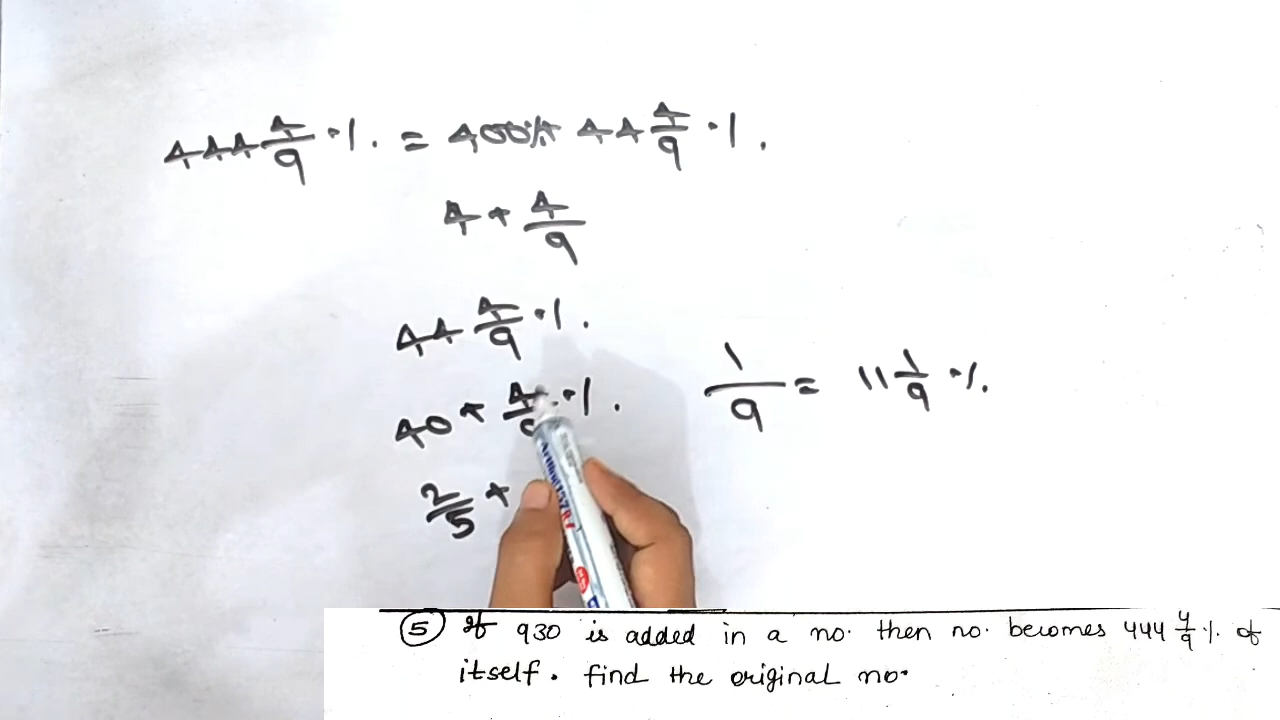 444 4/9 % = 400% + 44 4/9 %
4 + 4/9
44 4/9 %
40 + 4/9 %
1/9 = 11 1/9 %
2/5 +
5 If 930 is added in a no. then no. becomes 444 4/9 % of
itself. find the original no.